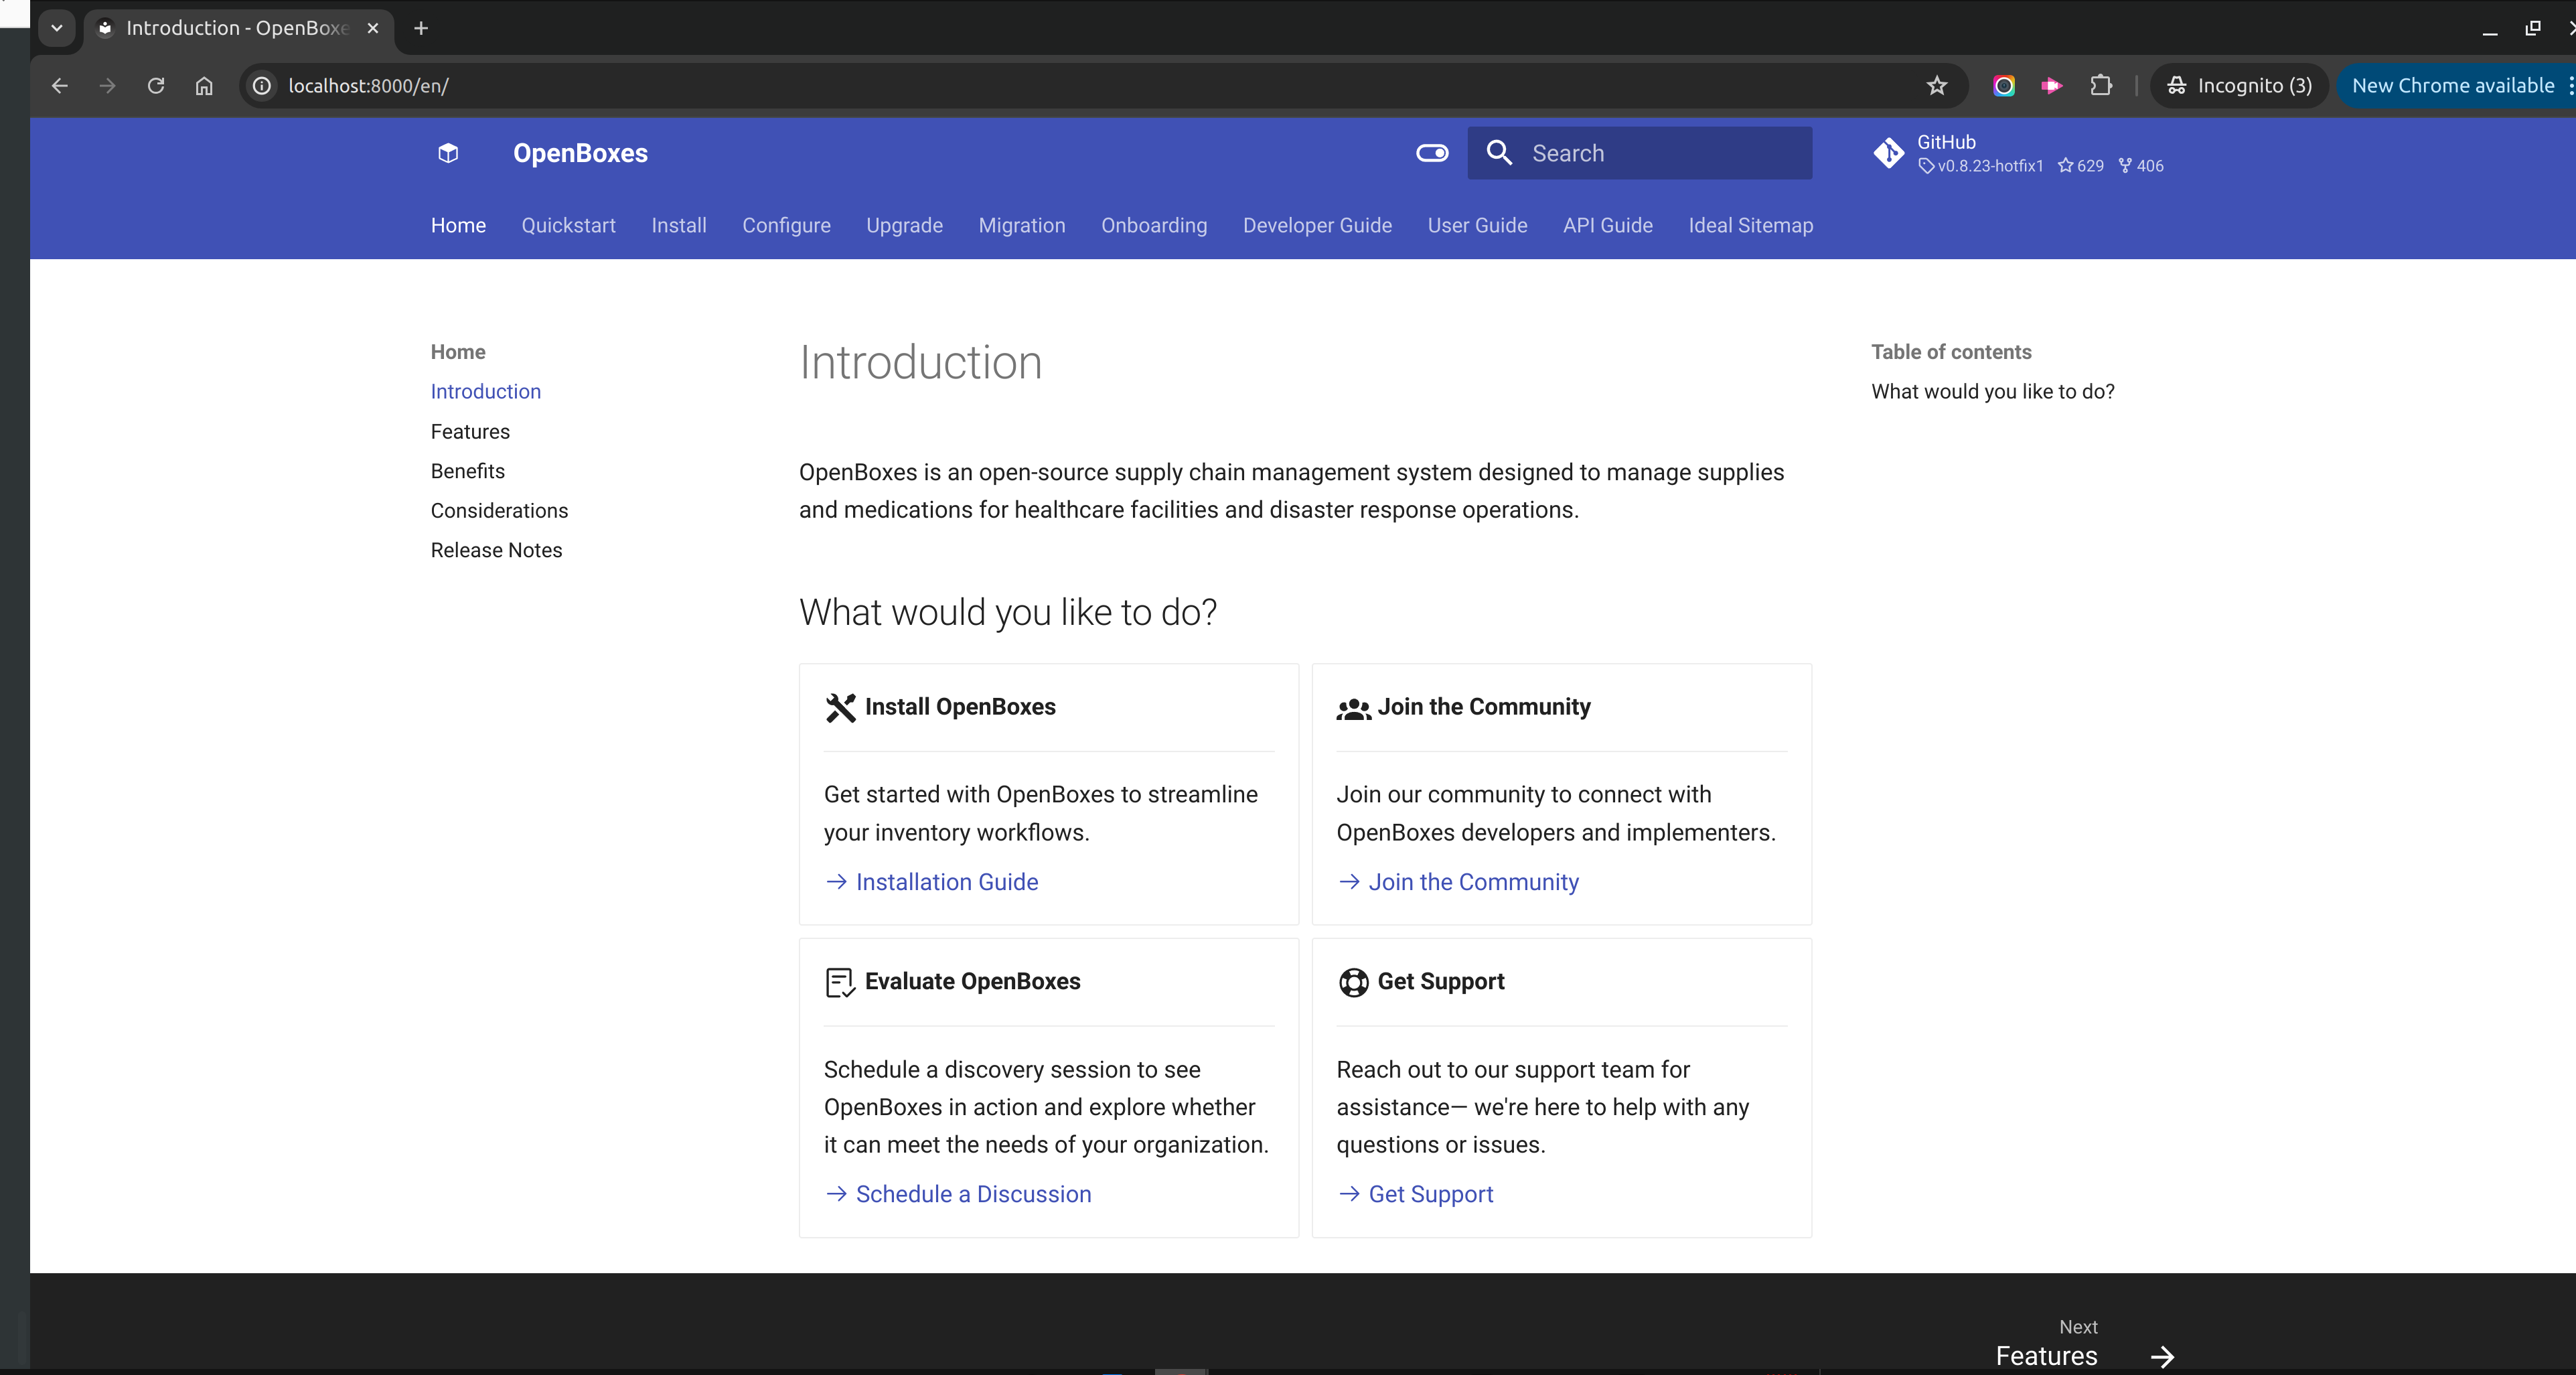 Introduction - OpenBoxe
localhost:8000/en/
Incognito (3)
New Chrome available
OpenBoxes
Search
GitHub
v0.8.23-hotfix1 629 406
Home Quickstart Install Configure Upgrade Migration Onboarding Developer Guide User Guide API Guide Ideal Sitemap
Home
Introduction
Features
Benefits
Considerations
Release Notes
Introduction
OpenBoxes is an open-source supply chain management system designed to manage supplies
and medications for healthcare facilities and disaster response operations.
What would you like to do?
Install OpenBoxes
Get started with OpenBoxes to streamline
your inventory workflows.
→ Installation Guide
Join the Community
Join our community to connect with
OpenBoxes developers and implementers.
→ Join the Community
Evaluate OpenBoxes
Schedule a discovery session to see
OpenBoxes in action and explore whether
it can meet the needs of your organization.
→ Schedule a Discussion
Get Support
Reach out to our support team for
assistance— we're here to help with any
questions or issues.
→ Get Support
Table of contents
What would you like to do?
Next
Features